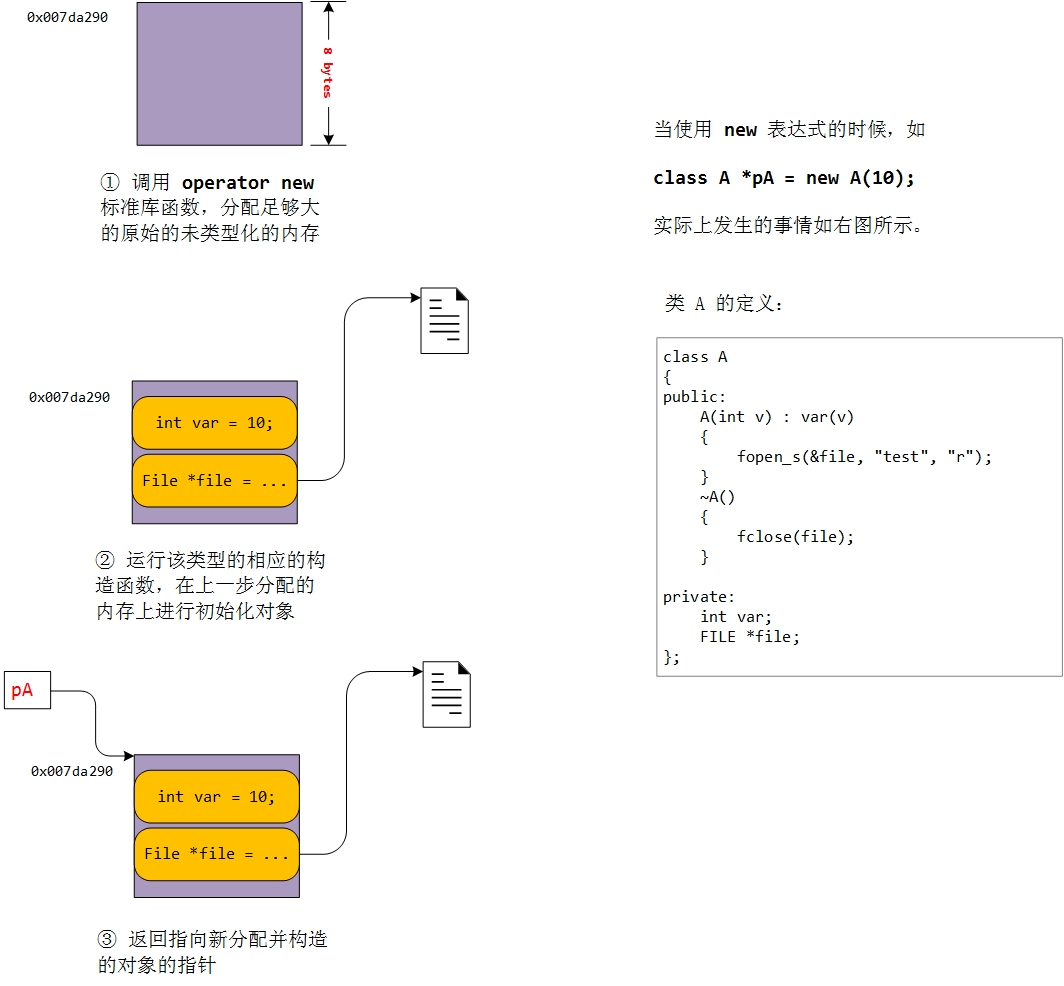 0x007da290
8 bytes
① 调用 operator new
标准库函数，分配足够大
的原始的未类型化的内存
0x007da290
int var = 10;
File *file = ...
② 运行该类型的相应的构
造函数，在上一步分配的
内存上进行初始化对象
pA
0x007da290
int var = 10;
File *file = ...
③ 返回指向新分配并构造
的对象的指针
当使用 new 表达式的时候，如
class A *pA = new A(10);
实际上发生的事情如右图所示。
类 A 的定义：
class A
{
public:
    A(int v) : var(v)
    {
        fopen_s(&file, "test", "r");
    }
    ~A()
    {
        fclose(file);
    }
private:
    int var;
    FILE *file;
};